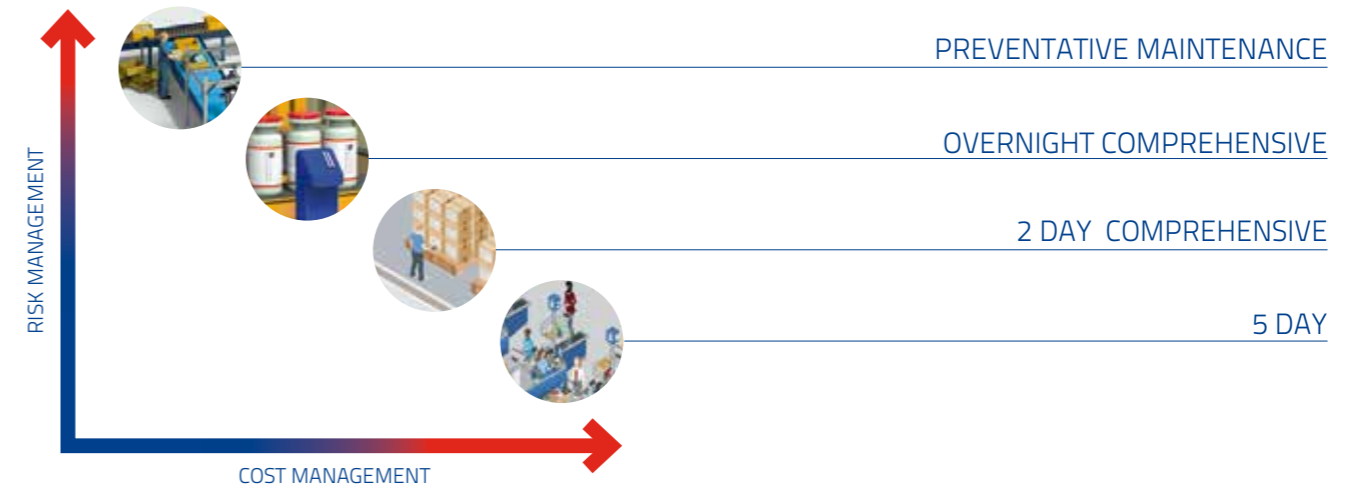 PREVENTATIVE MAINTENANCE
OVERNIGHT COMPREHENSIVE
2 DAY  COMPREHENSIVE
5 DAY
RISK MANAGEMENT
COST MANAGEMENT